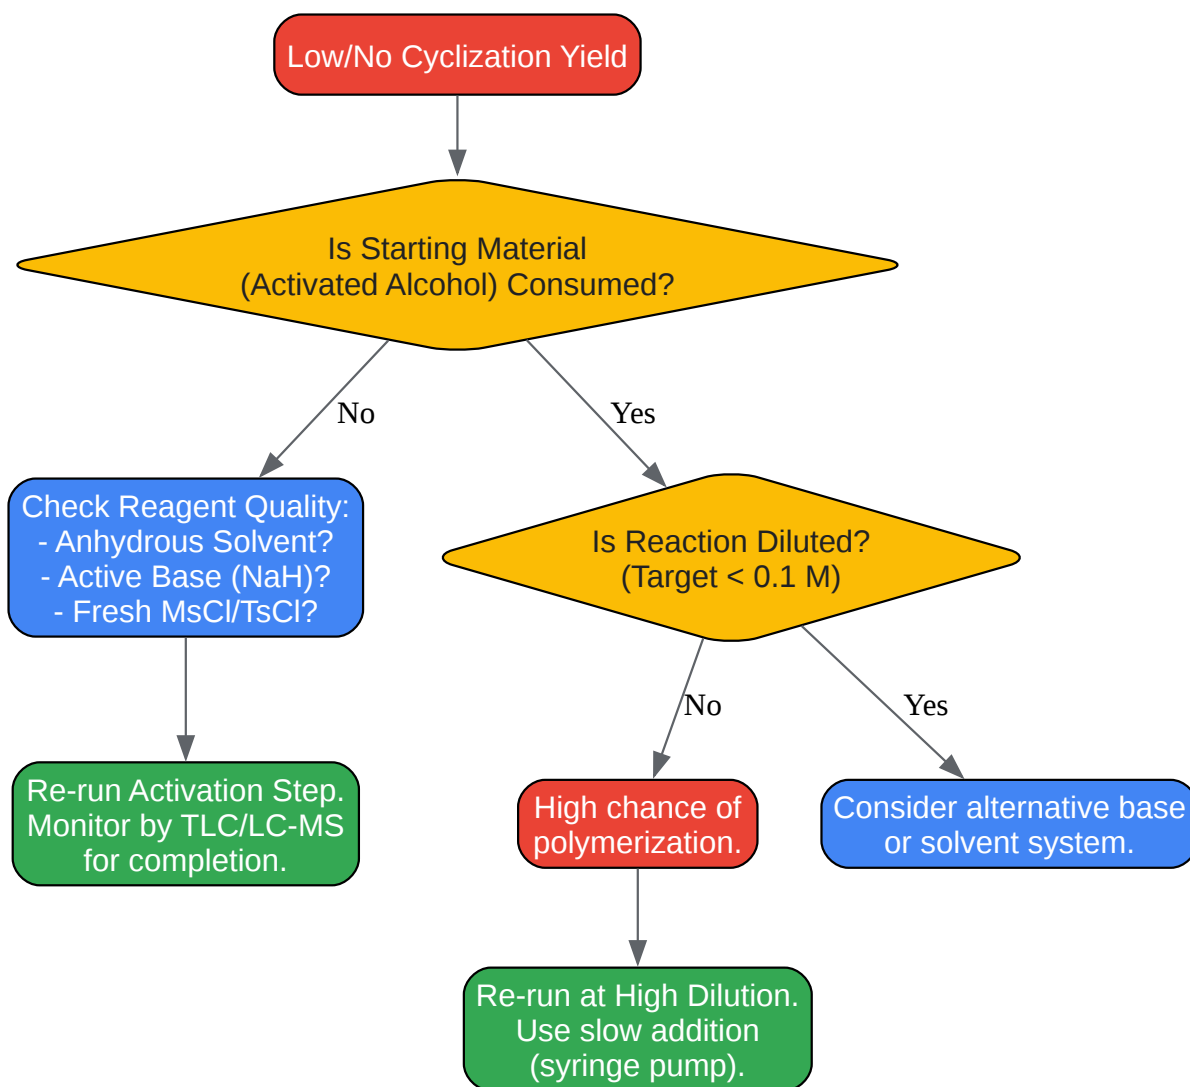 Low/No Cyclization Yield
Is Starting Material
(Activated Alcohol) Consumed?
No
Yes
Check Reagent Quality:
- Anhydrous Solvent?
- Active Base (NaH)?
- Fresh MsCl/TsCl?
Is Reaction Diluted?
(Target < 0.1 M)
No
Yes
Re-run Activation Step.
Monitor by TLC/LC-MS
for completion.
High chance of
polymerization.
Consider alternative base
or solvent system.
Re-run at High Dilution.
Use slow addition
(syringe pump).